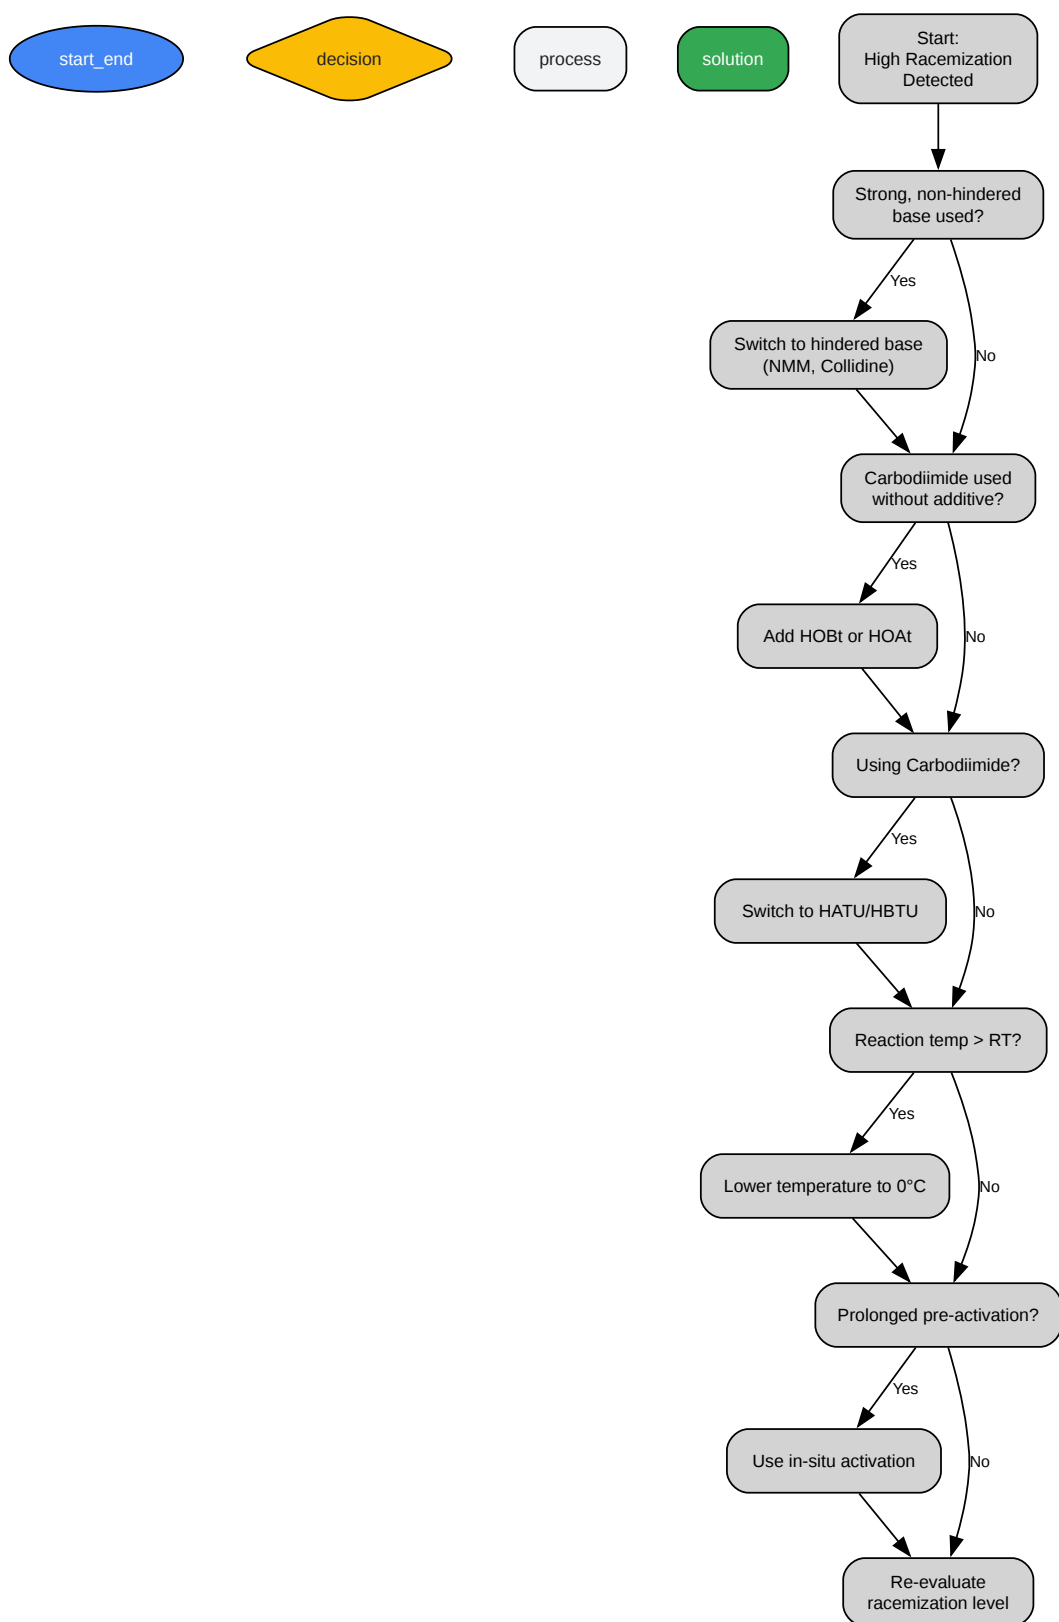 start_end
decision
process
solution
Start:
High Racemization
Detected
Strong, non-hindered
base used?
Yes
Switch to hindered base
(NMM, Collidine)
No
Carbodiimide used
without additive?
Yes
Add HOBt or HOAt
No
Using Carbodiimide?
Yes
Switch to HATU/HBTU
No
Reaction temp > RT?
Yes
Lower temperature to 0°C
No
Prolonged pre-activation?
Yes
Use in-situ activation
No
Re-evaluate
racemization level